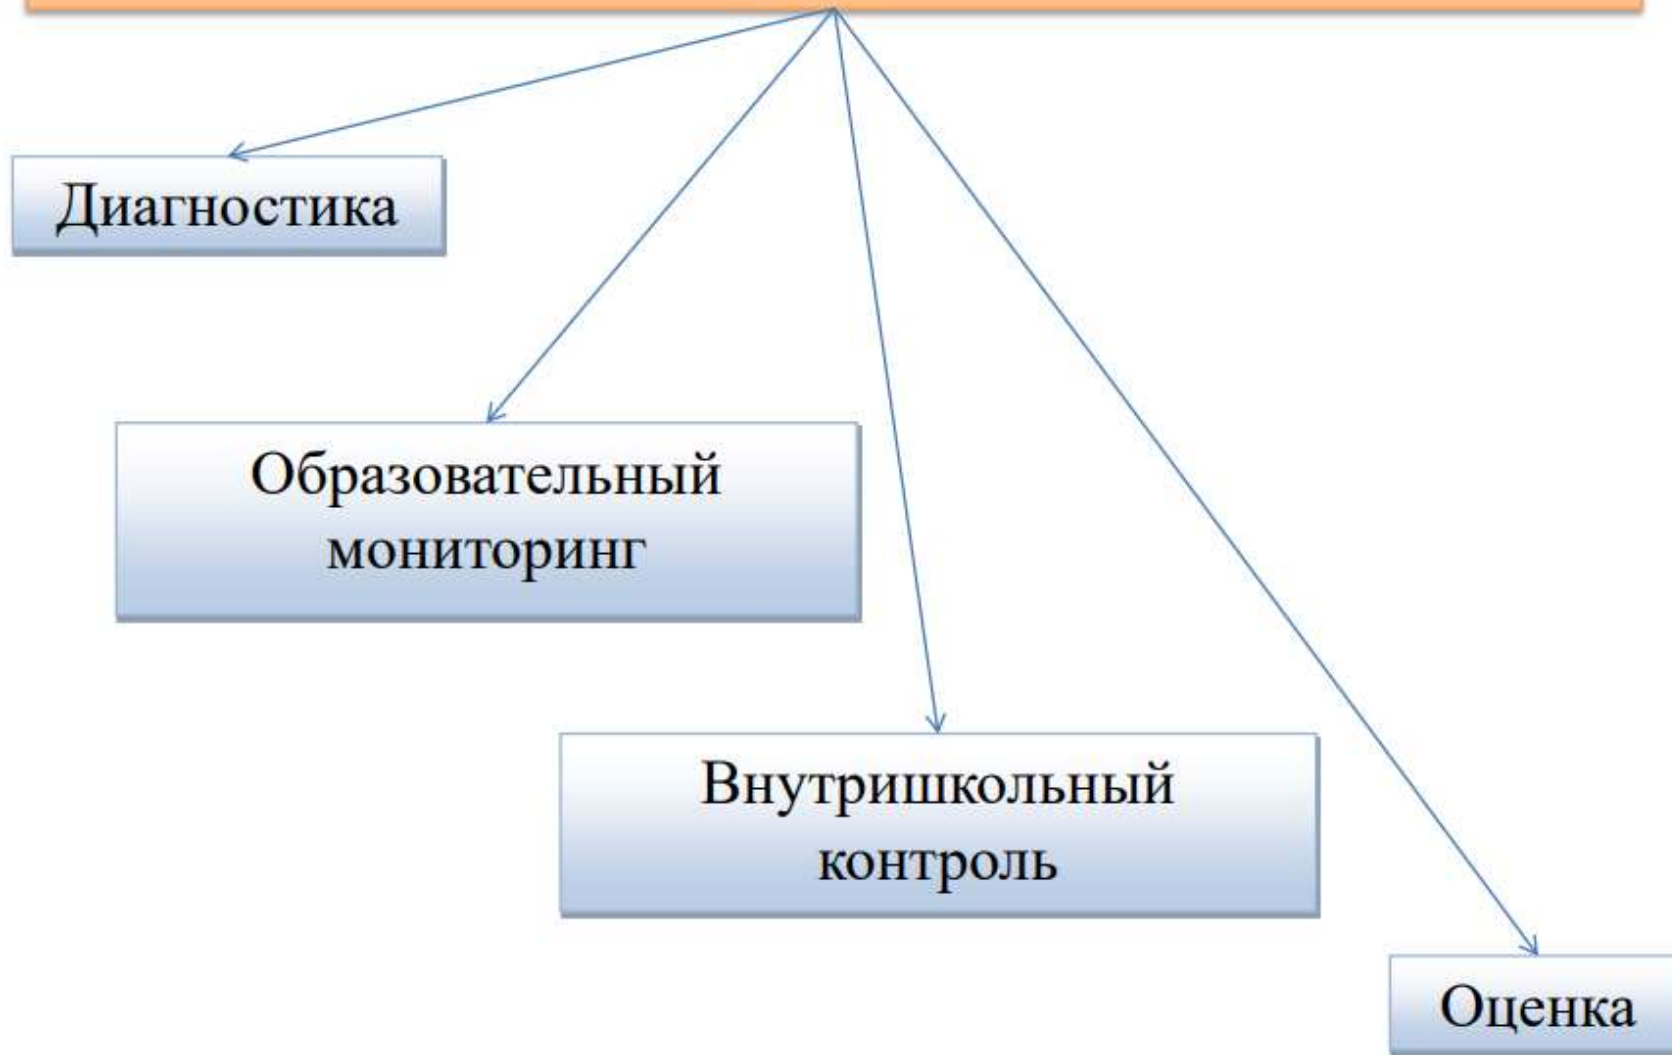 Диагностика
Образовательный
мониторинг
Внутришкольный
контроль
Оценка